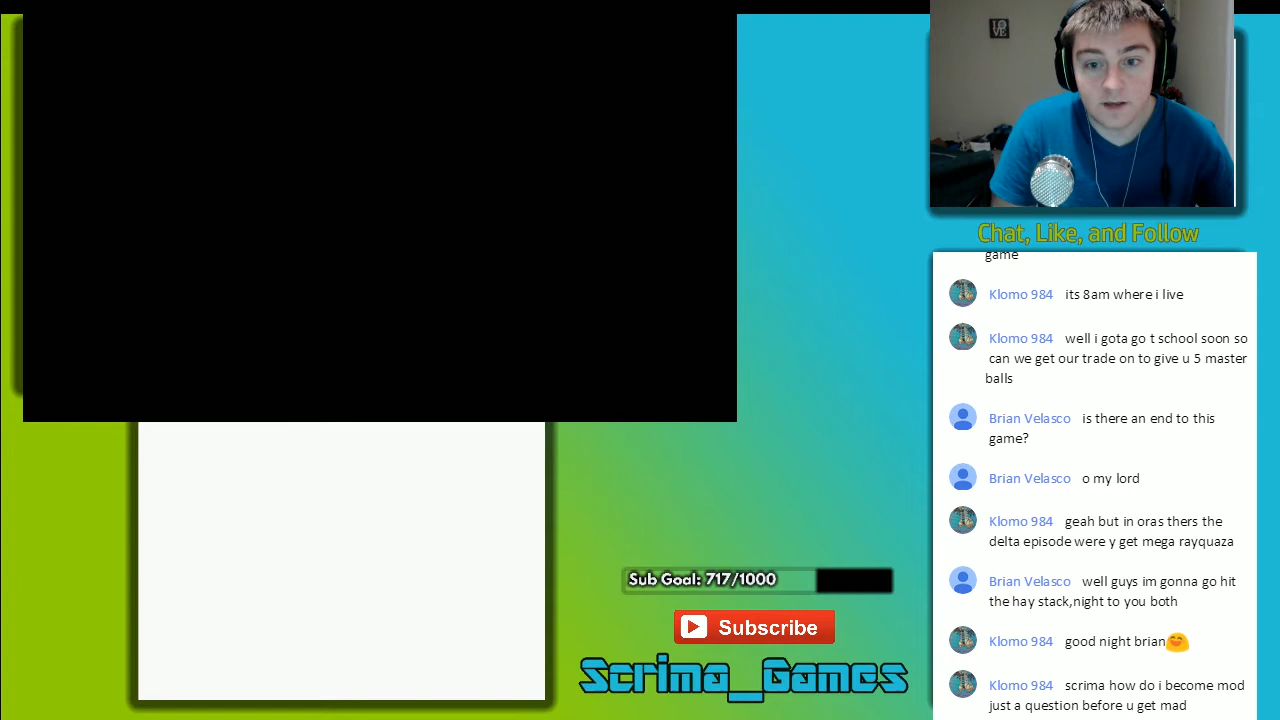 LOVE
Chat, Like, and Follow
game
Klomo 984 its 8am where i live
Klomo 984 well i gota go t school soon so
can we get our trade on to give u 5 master
balls
Brian Velasco is there an end to this
game?
Brian Velasco o my lord
Klomo 984 geah but in oras thers the
delta episode were y get mega rayquaza
Brian Velasco well guys im gonna go hit
the hay stack,night to you both
Klomo 984 good night brian
Klomo 984 scrima how do i become mod
just a question before u get mad
Sub Goal: 717/1000
Subscribe
Scrima_Games